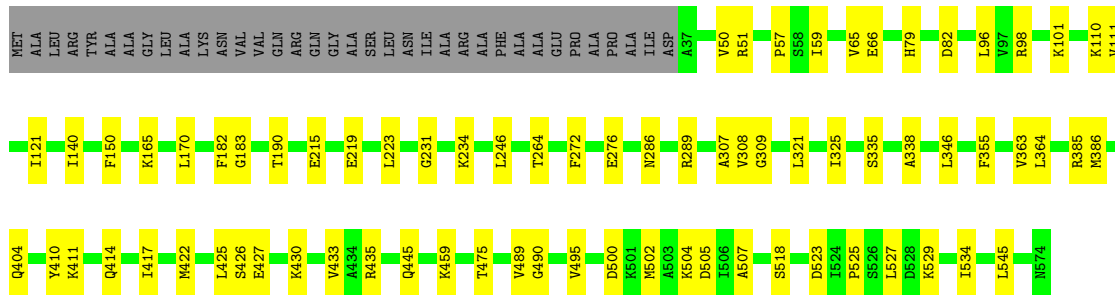 MET ALA LEU ARG TYR ALA ALA GLY LEU ALA LYS ASN VAL VAL GLN ARG GLN GLY ALA SER LEU ASN ILE ALA ARG ALA PHE ALA ALA GLU PRO ALA PRO ALA ILE ASP A37 V50 R51 P57 S58 I59 V65 E66 H79 D82 L96 V97 R98 K101 K110
I121 I140 F150 K165 L170 F182 G183 T190 E215 E219 L223 G231 K234 L246 T264 F272 E276 N286 R289 A307 V308 G309 L321 I325 S335 A338 L346 F355 V363 L364 R385 M386
Q404 Y410 K411 Q414 I417 M422 L425 S426 E427 K430 V433 A434 R435 Q445 K459 T475 V489 G490 V495 D500 K501 M502 A503 K504 D505 I506 A507 S518 D523 I524 P525 S526 L527 D528 K529 I534 L545 N574